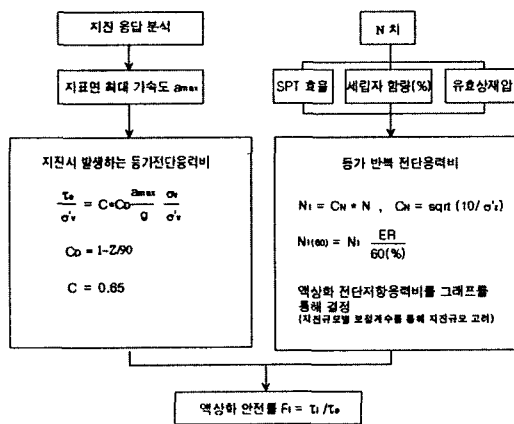 지진 응답 분석
지표면 최대 가속도 amax
지진시 발생하는 등가전단응력비
τe/σ'v = C*CD amax/g σv/σ'v
CD = 1-Z/90
C = 0.65
N 치
SPT 효율
세립자 함량(%)
유효상재압
등가 반복 전단응력비
N1 = CN * N , CN = sqrt (10/σ'v)
N1(60) = N1 ER/60(%)
액상화 전단저항응력비를 그래프를
통해 결정
(지진규모별 보정계수를 통해 지진규모 고려)
액상화 안전률 Fl = τl /τe